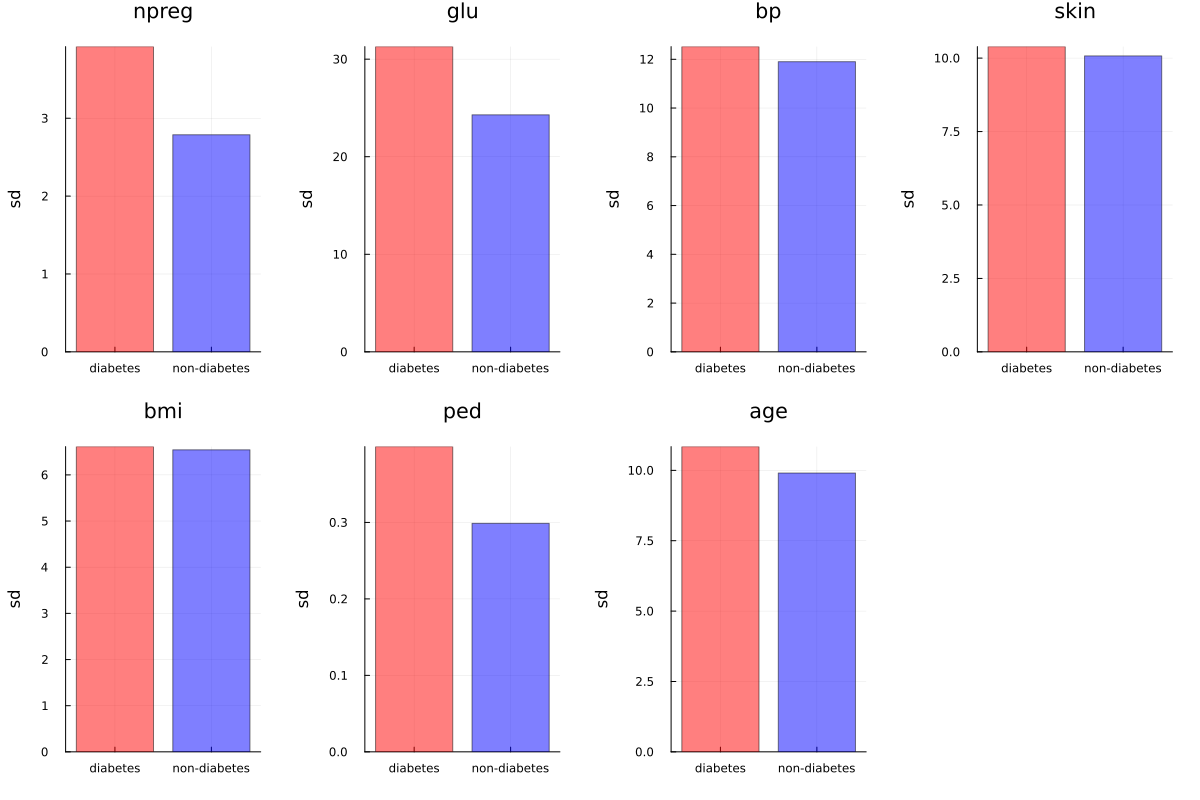 npreg
sd
3
2
1
0
diabetes non-diabetes
glu
sd
30
20
10
0
diabetes non-diabetes
bp
sd
12
10
8
6
4
2
0
diabetes non-diabetes
skin
sd
10.0
7.5
5.0
2.5
0.0
diabetes non-diabetes
bmi
sd
6
5
4
3
2
1
0
diabetes non-diabetes
ped
sd
0.3
0.2
0.1
0.0
diabetes non-diabetes
age
sd
10.0
7.5
5.0
2.5
0.0
diabetes non-diabetes